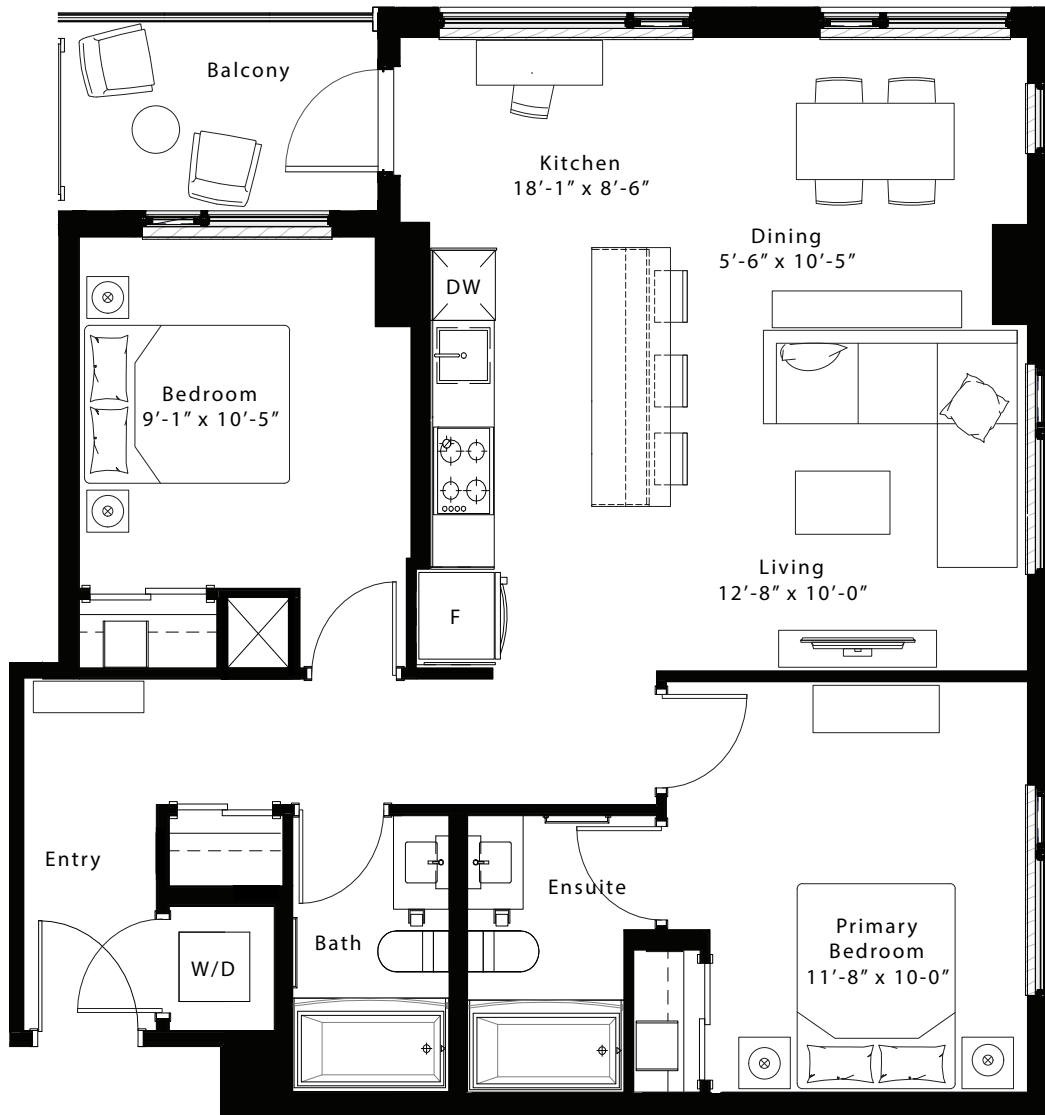 Balcony
Kitchen
18’-1” x 8’-6”
Dining
5’-6” x 10’-5”
DW
Bedroom
9’-1” x 10’-5”
Living
12’-8” x 10’-0”
F
Entry
Ensuite
Bath
W/D
Primary
Bedroom
11’-8” x 10-0”